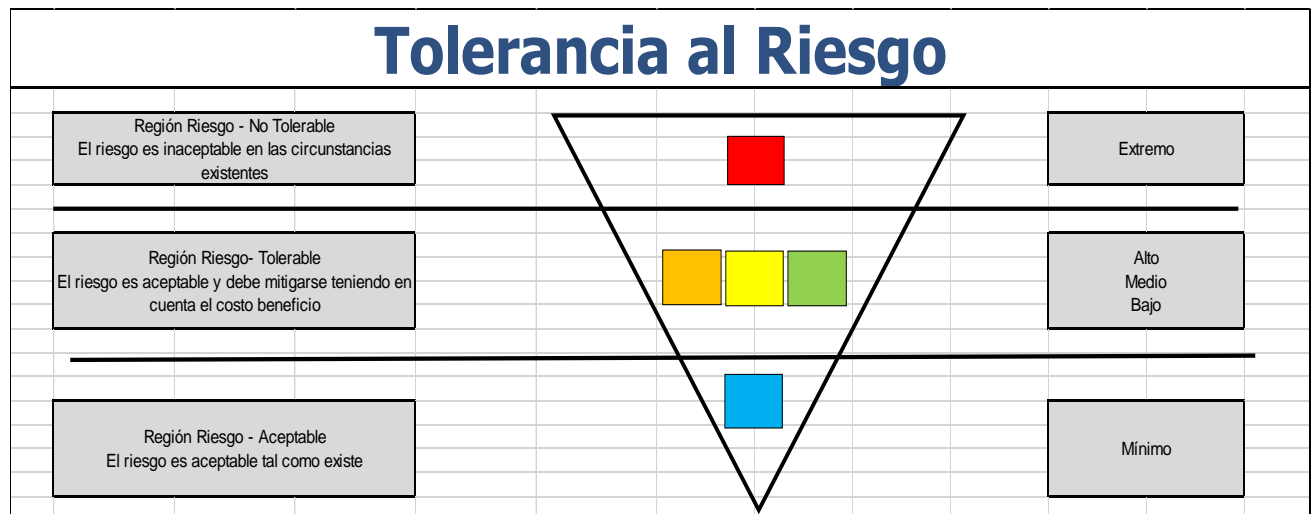 Tolerancia al Riesgo
Región Riesgo - No Tolerable
El riesgo es inaceptable en las circunstancias
existentes
Extremo
Región Riesgo- Tolerable
El riesgo es aceptable y debe mitigarse teniendo en
cuenta el costo beneficio
Alto
Medio
Bajo
Región Riesgo - Aceptable
El riesgo es aceptable tal como existe
Mínimo